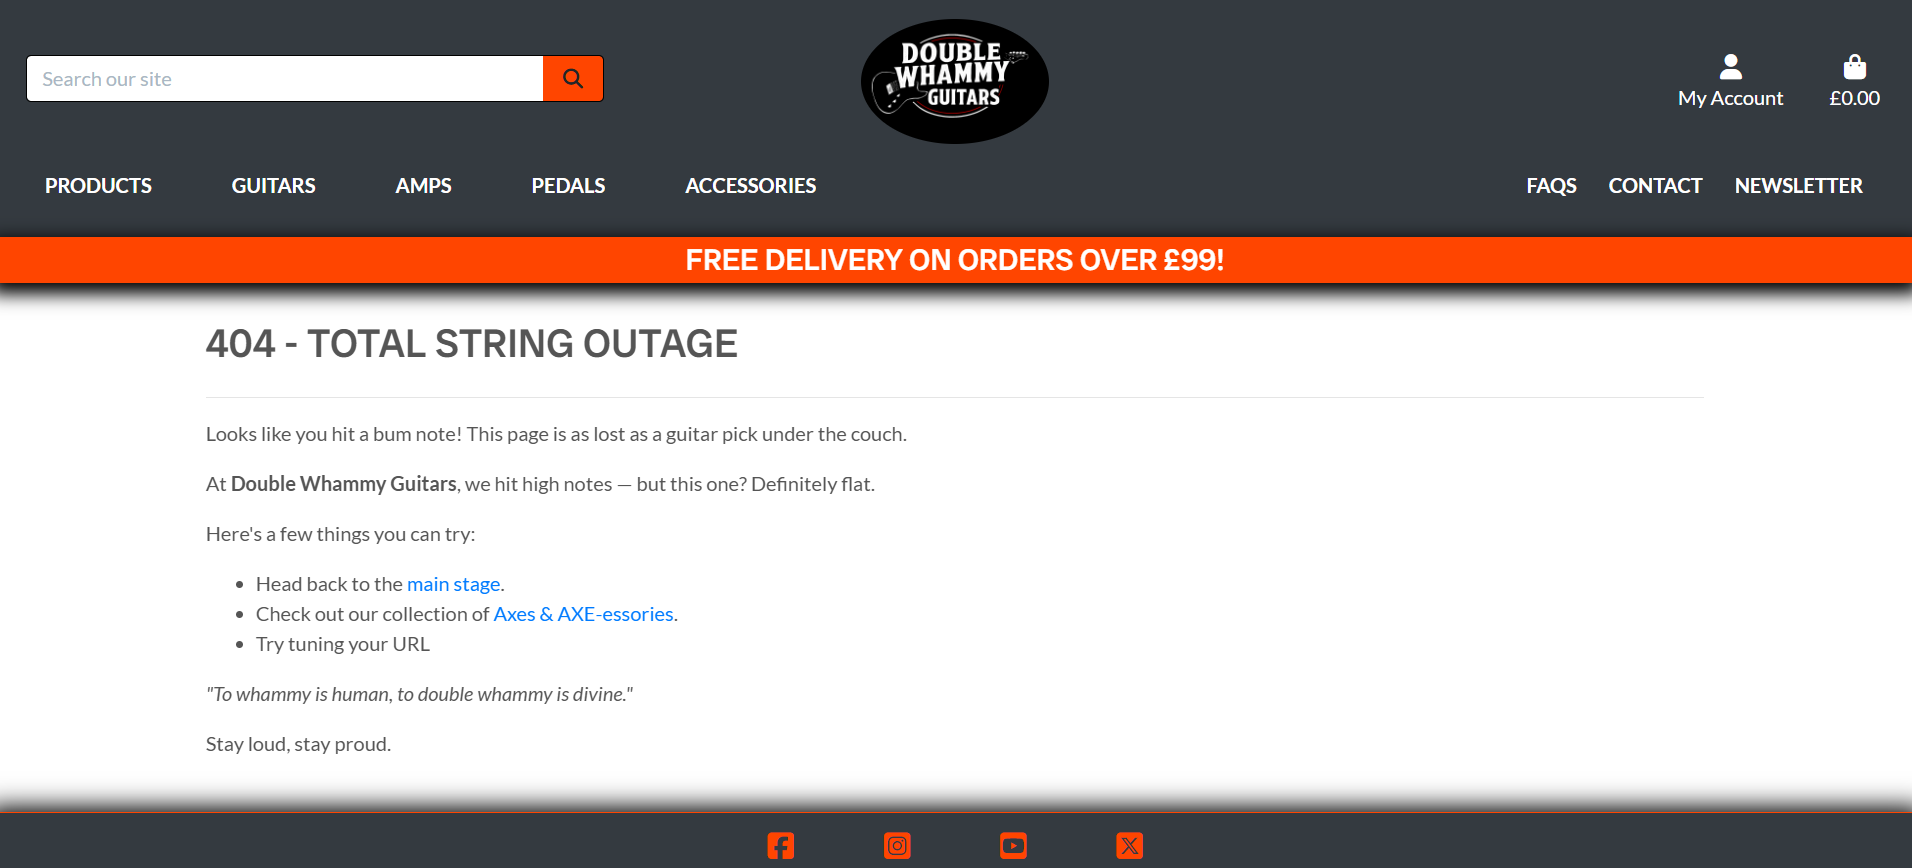 Search our site
DOUBLE
WHAMMY
GUITARS
My Account
£0.00
PRODUCTS
GUITARS
AMPS
PEDALS
ACCESSORIES
FAQS
CONTACT
NEWSLETTER
FREE DELIVERY ON ORDERS OVER £99!
404 - TOTAL STRING OUTAGE
Looks like you hit a bum note! This page is as lost as a guitar pick under the couch.
At Double Whammy Guitars, we hit high notes — but this one? Definitely flat.
Here's a few things you can try:
Head back to the main stage.
Check out our collection of Axes & AXE-essories.
Try tuning your URL
"To whammy is human, to double whammy is divine."
Stay loud, stay proud.